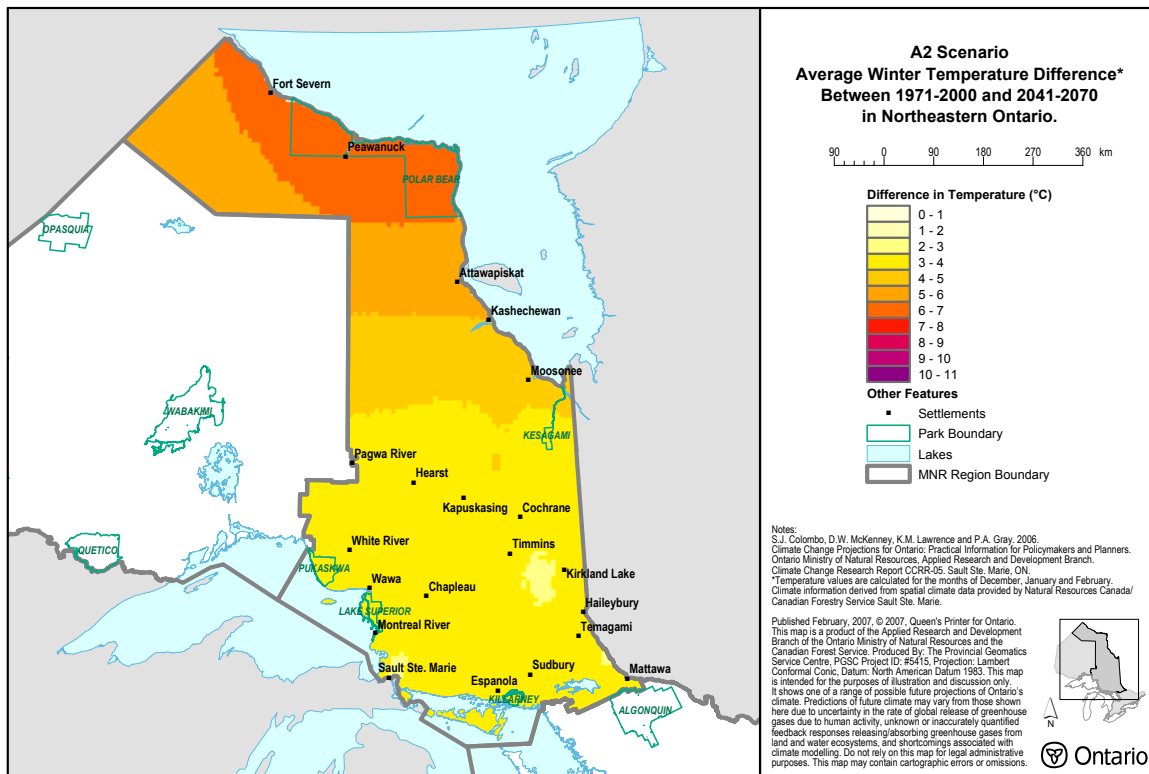 A2 Scenario
Average Winter Temperature Difference*
Between 1971-2000 and 2041-2070
in Northeastern Ontario.
90 0 90 180 270 360 km
Difference in Temperature (°C)
0 - 1
1 - 2
2 - 3
3 - 4
4 - 5
5 - 6
6 - 7
7 - 8
8 - 9
9 - 10
10 - 11
Other Features
Settlements
Park Boundary
Lakes
MNR Region Boundary
Notes:
S.J. Colombo, D.W. McKenney, K.M. Lawrence and P.A. Gray. 2006.
Climate Change Projections for Ontario: Practical Information for Policymakers and Planners.
Ontario Ministry of Natural Resources, Applied Research and Development Branch.
Climate Change Research Report CCRR-05. Sault Ste. Marie, ON.
*Temperature values are calculated for the months of December, January and February.
Climate information derived from spatial climate data provided by Natural Resources Canada/
Canadian Forestry Service Sault Ste. Marie.
Published February, 2007, © 2007, Queen's Printer for Ontario.
This map is a product of the Applied Research and Development
Branch of the Ontario Ministry of Natural Resources and the
Canadian Forest Service. Produced By: The Provincial Geomatics
Service Centre, PGSC Project ID: #5415, Projection: Lambert
Conformal Conic, Datum: North American Datum 1983. This map
is intended for the purposes of illustration and discussion only.
It shows one of a range of possible future projections of Ontario's
climate. Predictions of future climate may vary from those shown
here due to uncertainty in the rate of global release of greenhouse
gases due to human activity, unknown or inaccurately quantified
feedback responses releasing/absorbing greenhouse gases from
land and water ecosystems, and shortcomings associated with
climate modelling. Do not rely on this map for legal administrative
purposes. This map may contain cartographic errors or omissions.
N
Ontario
Fort Severn
Peawanuck
POLAR BEAR
OPASQUIA
Attawapiskat
Kashechewan
Moosonee
WABAKIMI
KESAGAMI
Pagwa River
Hearst
Kapuskasing
Cochrane
QUETICO
White River
Timmins
PUKASKWA
Kirkland Lake
Wawa
Chapleau
LAKE SUPERIOR
Haileybury
Montreal River
Temagami
Sault Ste. Marie
Sudbury
Mattawa
Espanola
KILLARNEY
ALGONQUIN